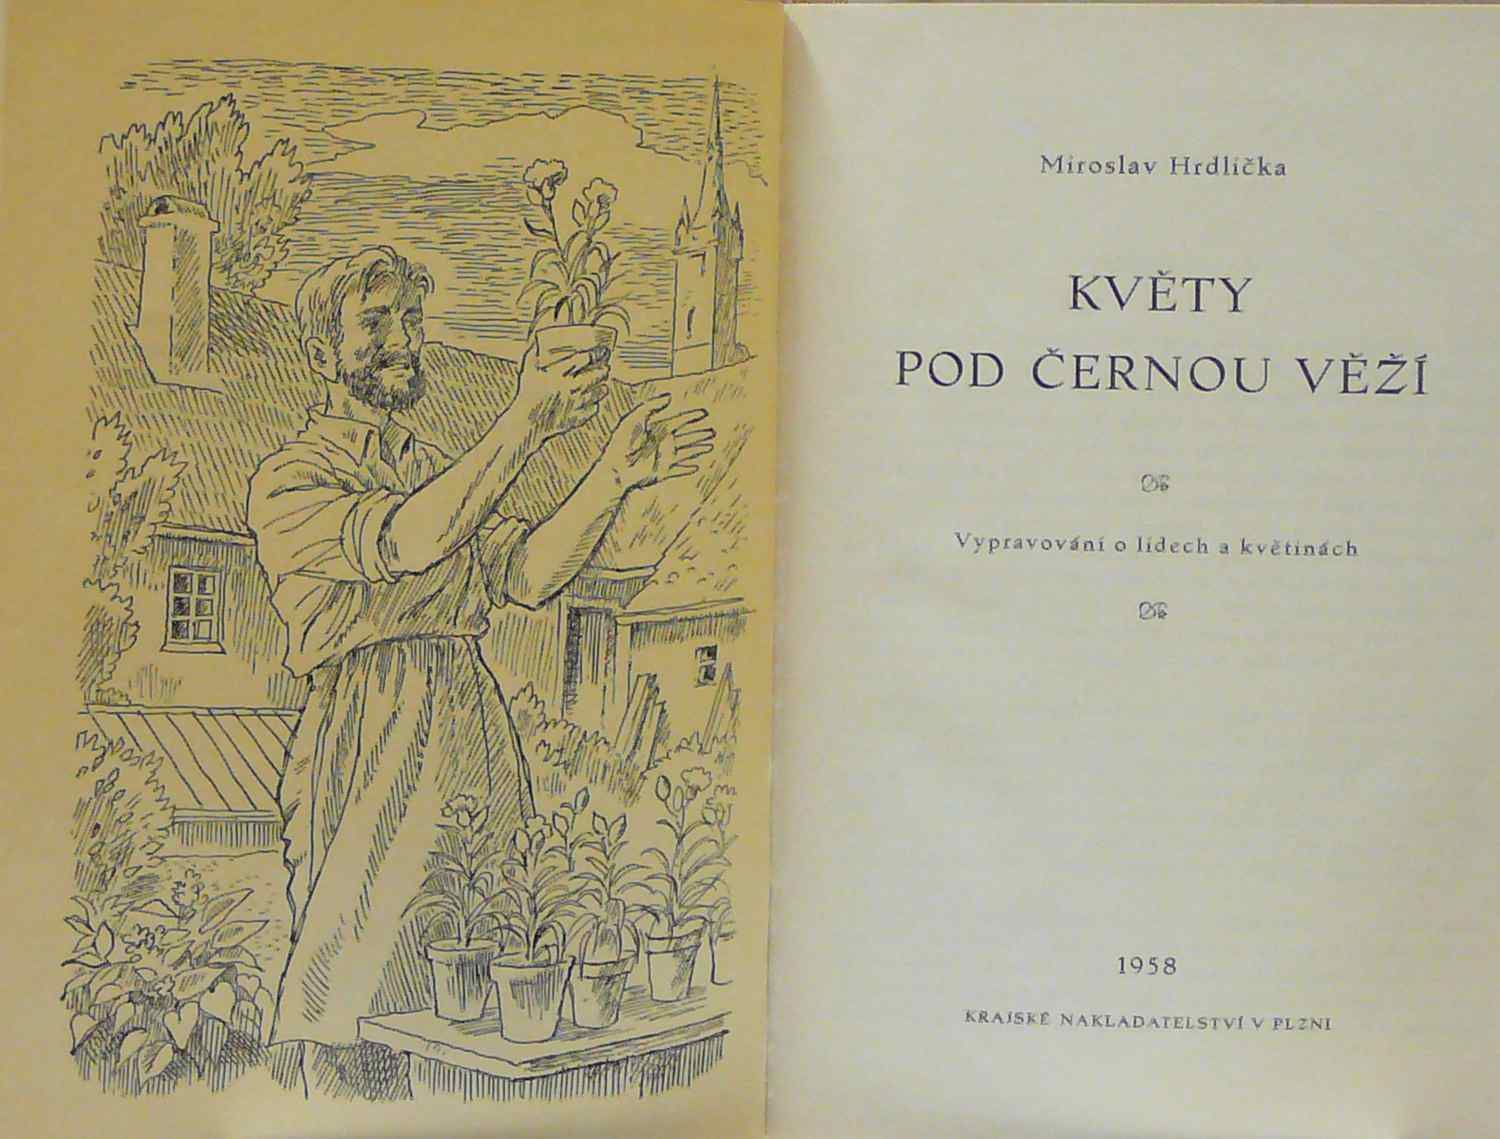 Miroslav Hrdlička
KVĚTY
POD ČERNOU VĚŽÍ
Vypravování o lidech a květinách
1958
KRAJSKÉ NAKLADATELSTVÍ V PLZNI